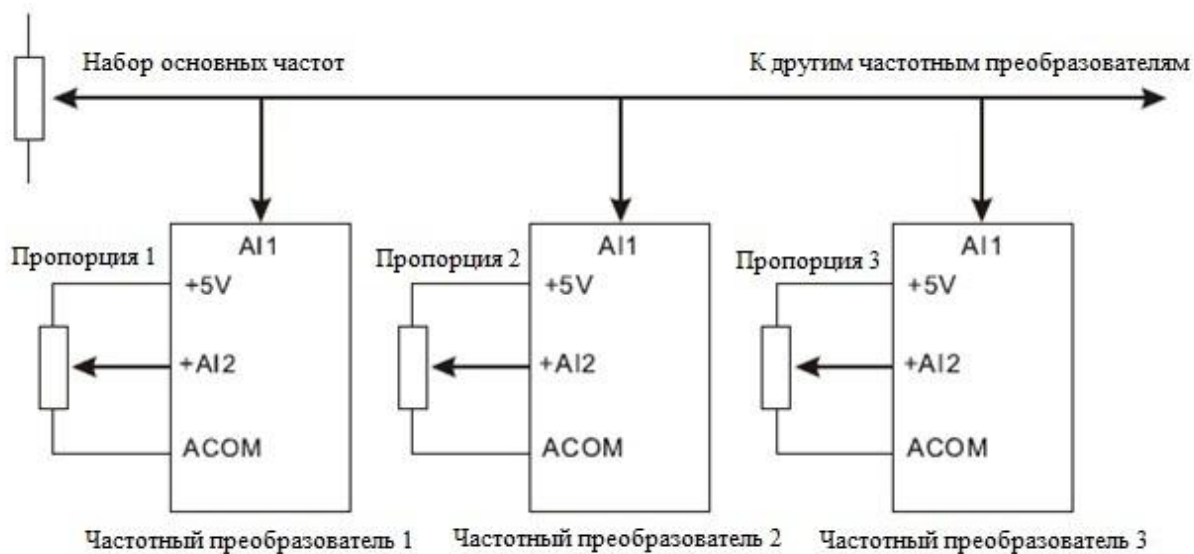 Набор основных частот
К другим частотным преобразователям
AI1
AI1
AI1
Пропорция 1
Пропорция 2
Пропорция 3
+5V
+5V
+5V
+AI2
+AI2
+AI2
ACOM
ACOM
ACOM
Частотный преобразователь 1
Частотный преобразователь 2
Частотный преобразователь 3